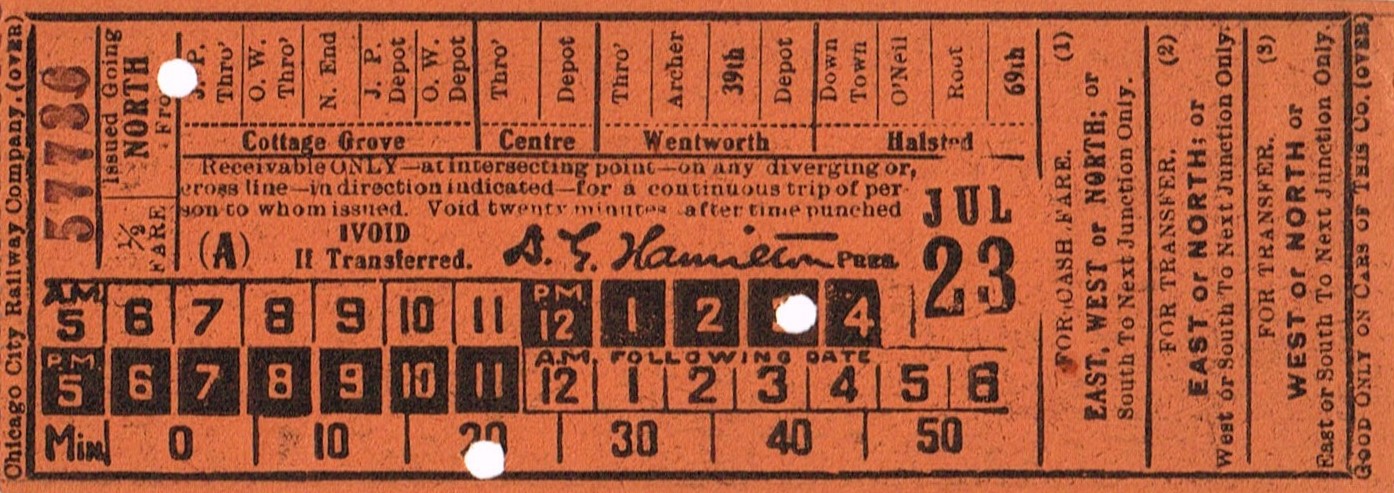 Chicago City Railway Company. (OVER)
57780
Issued Going
NORTH
½
FARE
J. P.
Thro'
O. W.
Thro'
N. End
J. P.
Depot
O. W.
Depot
Thro'
Depot
Thro'
Archer
39th
Depot
Down
Town
O'Neil
Root
69th
Cottage Grove
Centre
Wentworth
Halsted
Receivable ONLY—at intersecting point—on any diverging or,
cross line—in direction indicated—for a continuous trip of per-
son to whom issued. Void twenty minutes after time punched
(A)
IVOID
If Transferred.
D. G. Hamilton PRES.
JUL
23
AM. 5 6 7 8 9 10 11 PM. 12 1 2 3 4
PM. 5 6 7 8 9 10 11 A.M. FOLLOWING DATE 12 1 2 3 4 5 6
Min. 0 10 20 30 40 50
(1)
FOR CASH FARE.
EAST, WEST or NORTH; or
South To Next Junction Only.
(2)
FOR TRANSFER.
EAST or NORTH; or
West or South To Next Junction Only.
(3)
FOR TRANSFER.
WEST or NORTH or
East or South To Next Junction Only.
GOOD ONLY ON CARS OF THIS CO. (OVER)